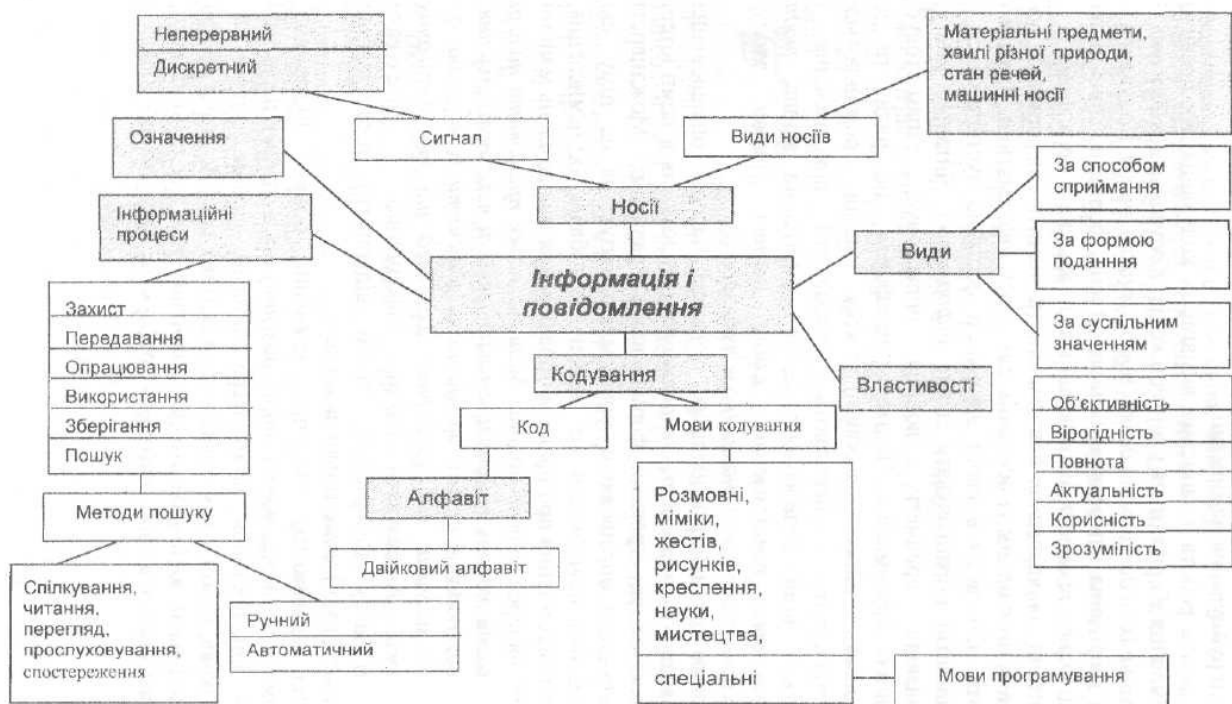 Неперервний
Дискретний
Матеріальні предмети,
хвилі різної природи,
стан речей,
машинні носії
Означення
Сигнал
Види носіїв
За способом
сприймання
Інформаційні
процеси
Носії
Види
За формою
поданння
Інформація і
повідомлення
За суспільним
значенням
Захист
Передавання
Опрацювання
Використання
Зберігання
Пошук
Кодування
Властивості
Код
Мови кодування
Об'єктивність
Вірогідність
Повнота
Актуальність
Корисність
Зрозумілість
Методи пошуку
Алфавіт
Двійковий алфавіт
Розмовні,
міміки,
жестів,
рисунків,
креслення,
науки,
мистецтва,
спеціальні
Спілкування,
читання,
перегляд,
прослуховування,
спостереження
Ручний
Автоматичний
Мови програмування